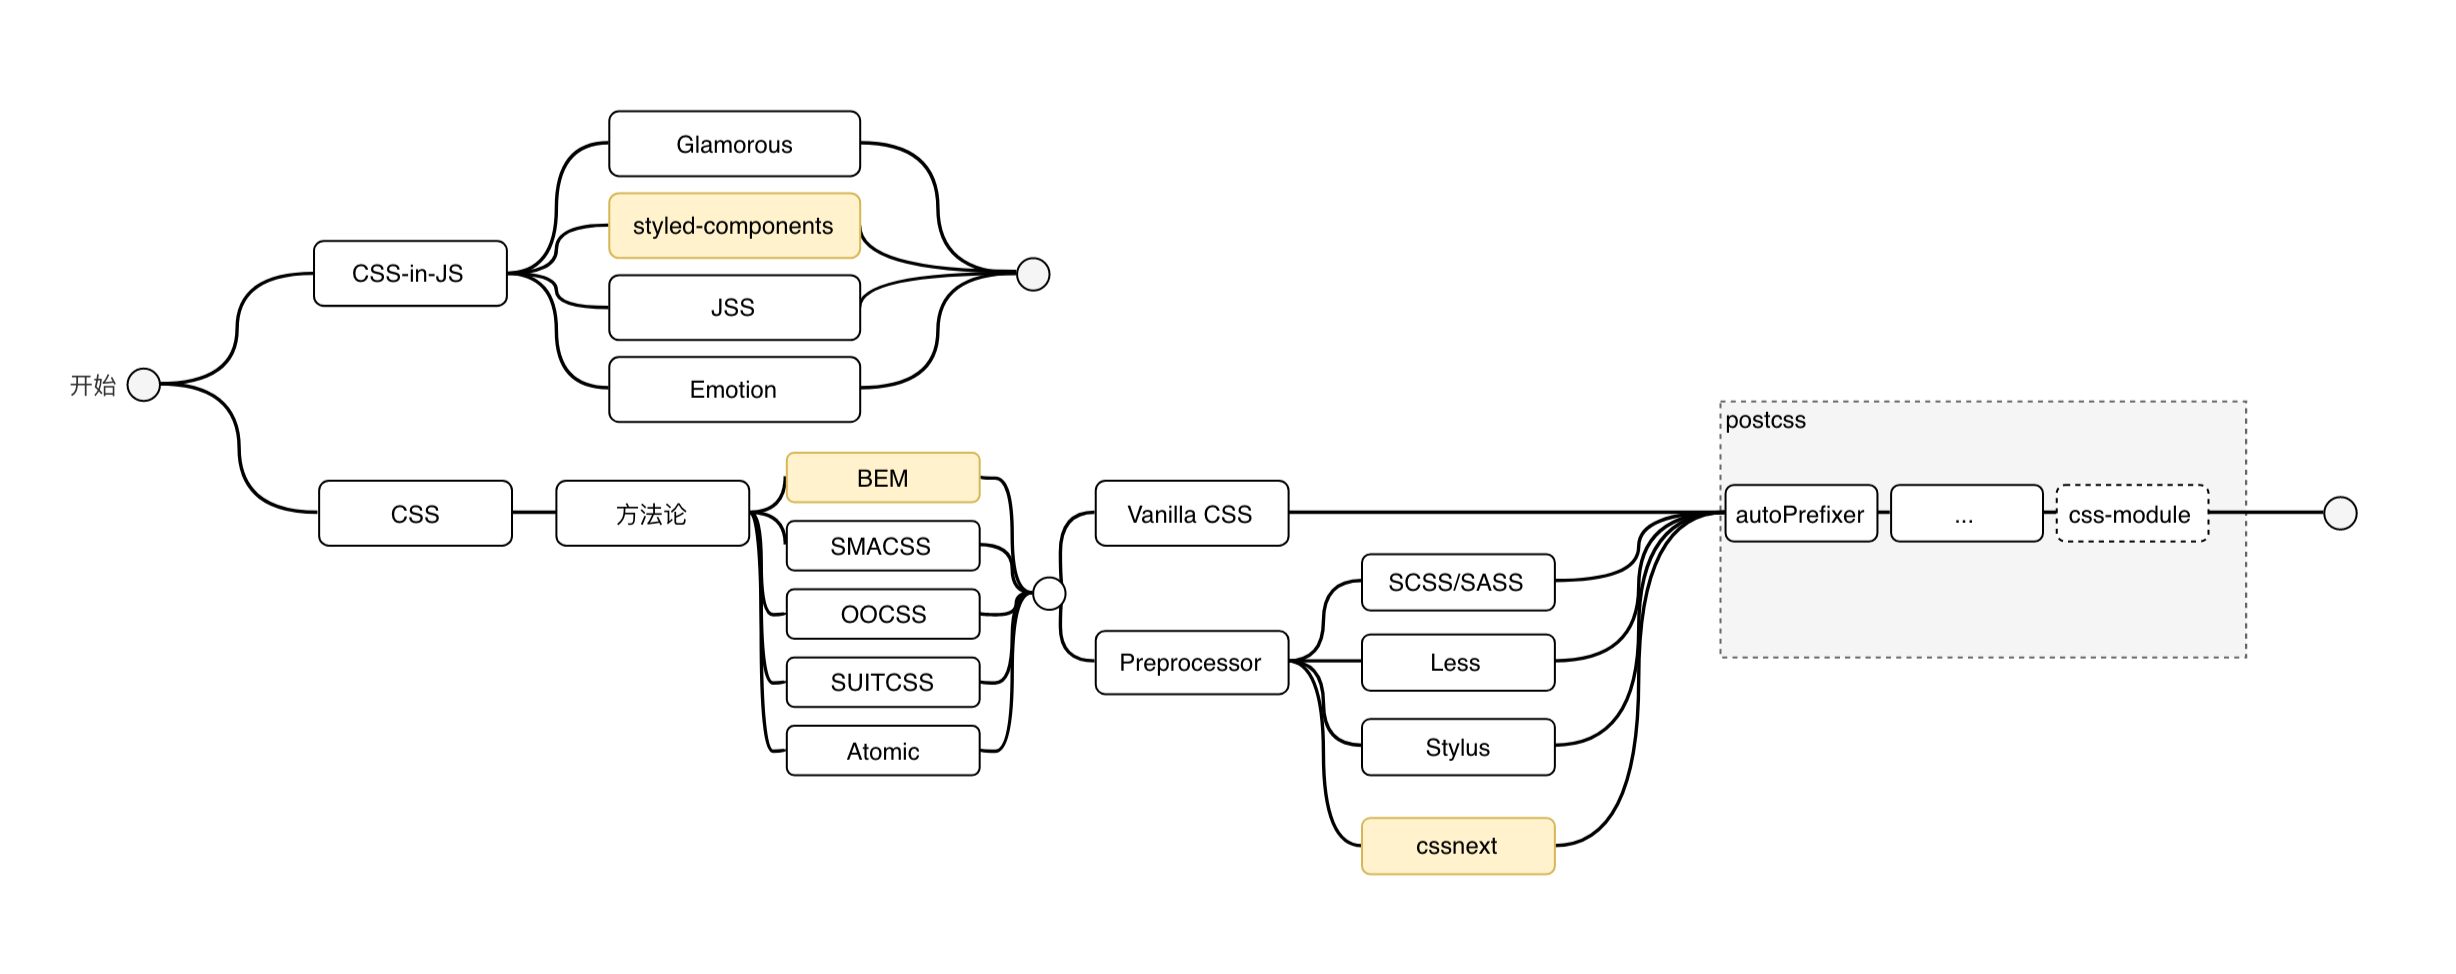 开始
CSS-in-JS
Glamorous
styled-components
JSS
Emotion
CSS
方法论
BEM
SMACSS
OOCSS
SUITCSS
Atomic
Vanilla CSS
Preprocessor
SCSS/SASS
Less
Stylus
cssnext
postcss
autoPrefixer
...
css-module